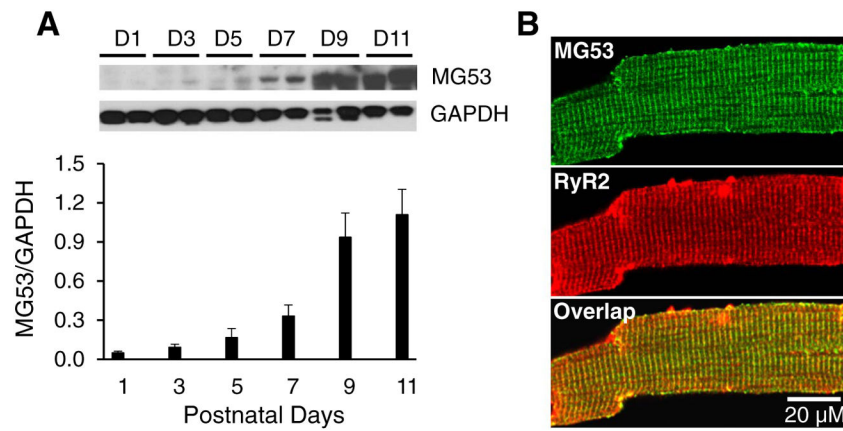 A
D1 D3 D5 D7 D9 D11
MG53
GAPDH
MG53/GAPDH
1.5
1.2
0.9
0.6
0.3
0.0
1 3 5 7 9 11
Postnatal Days
B
MG53
RyR2
Overlap
20 µM